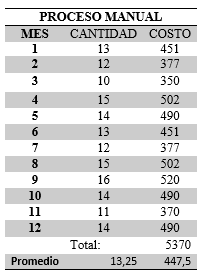 PROCESO MANUAL
MES CANTIDAD COSTO
1 13 451
2 12 377
3 10 350
4 15 502
5 14 490
6 13 451
7 12 377
8 15 502
9 16 520
10 14 490
11 11 370
12 14 490
Total: 5370
Promedio 13,25 447,5